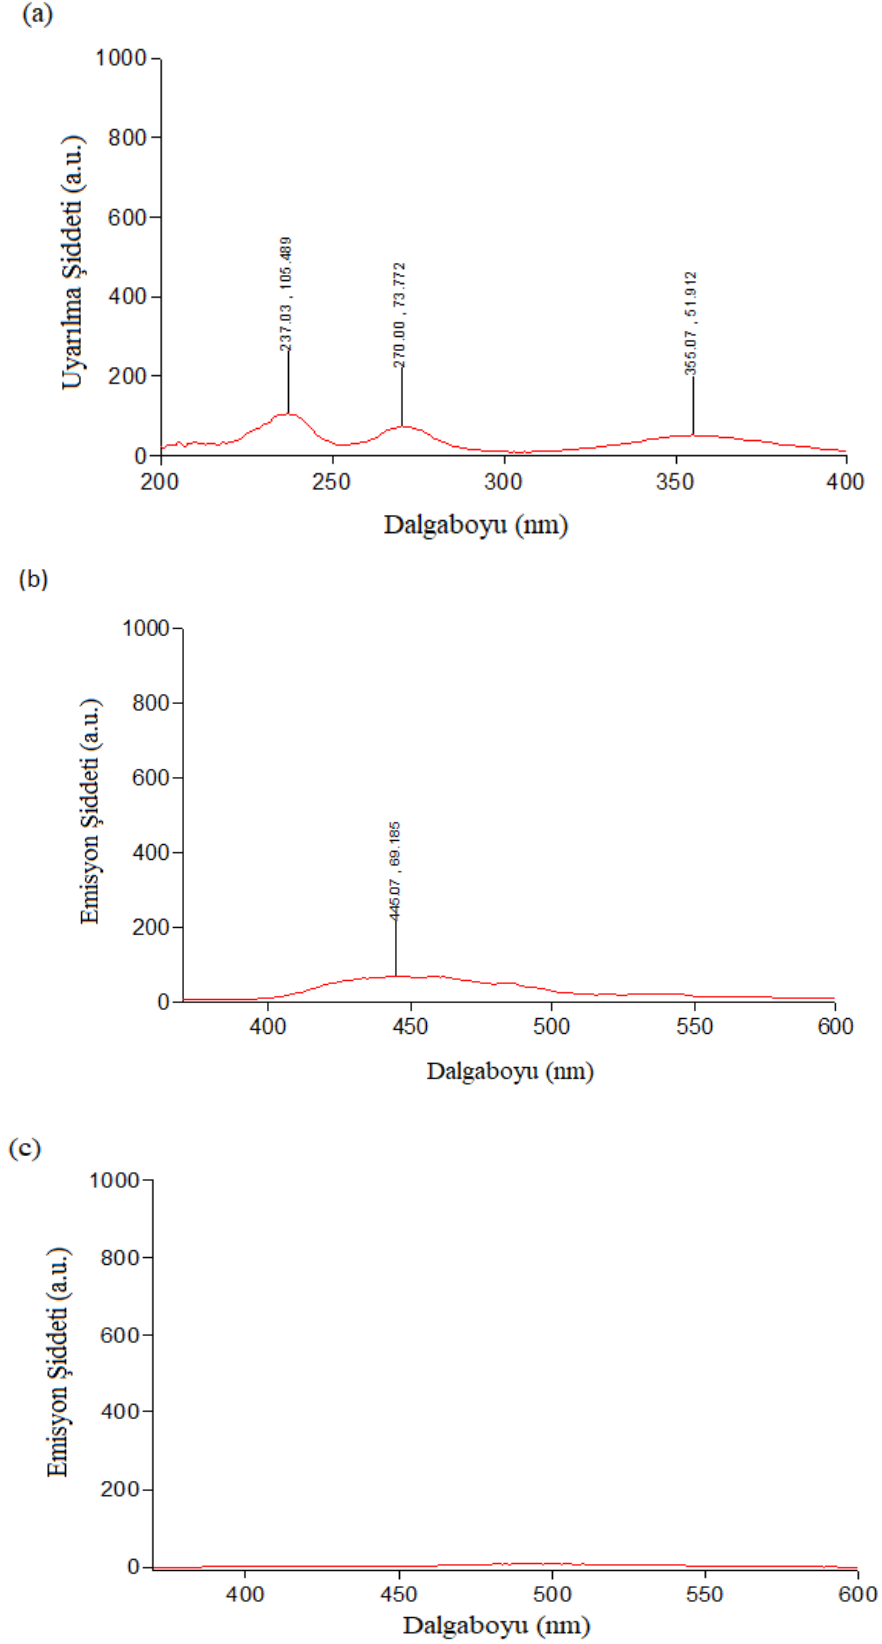 (a)
1000
800
600
400
200
0
Uyarılma Şiddeti (a.u.)
237.03 , 105.489
270.00 , 73.772
355.07 , 51.912
200 250 300 350 400
Dalgaboyu (nm)
(b)
1000
800
600
400
200
0
Emisyon Şiddeti (a.u.)
445.07 , 69.185
400 450 500 550 600
Dalgaboyu (nm)
(c)
1000
800
600
400
200
0
Emisyon Şiddeti (a.u.)
400 450 500 550 600
Dalgaboyu (nm)